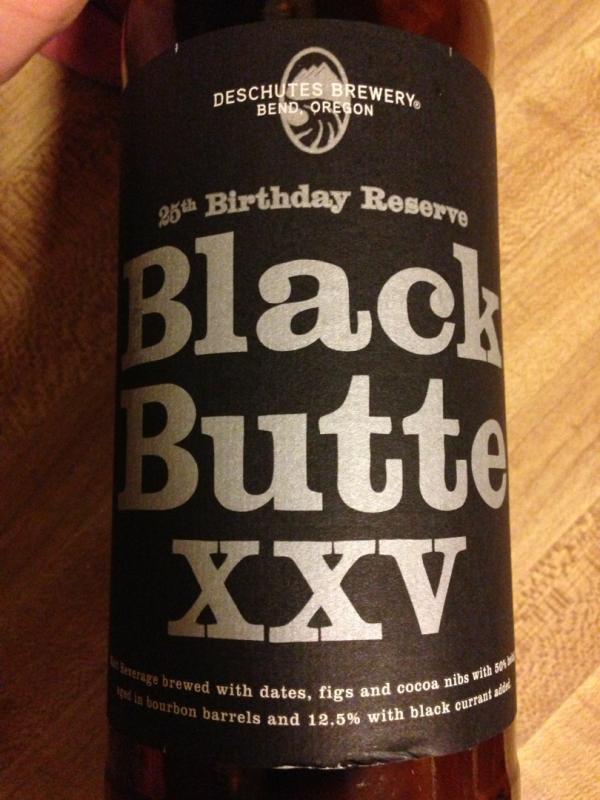 DESCHUTES BREWERY®
BEND, OREGON
25th Birthday Reserve
Black
Butte
XXV
Beverage brewed with dates, figs and cocoa nibs with 50%
aged in bourbon barrels and 12.5% with black currant added